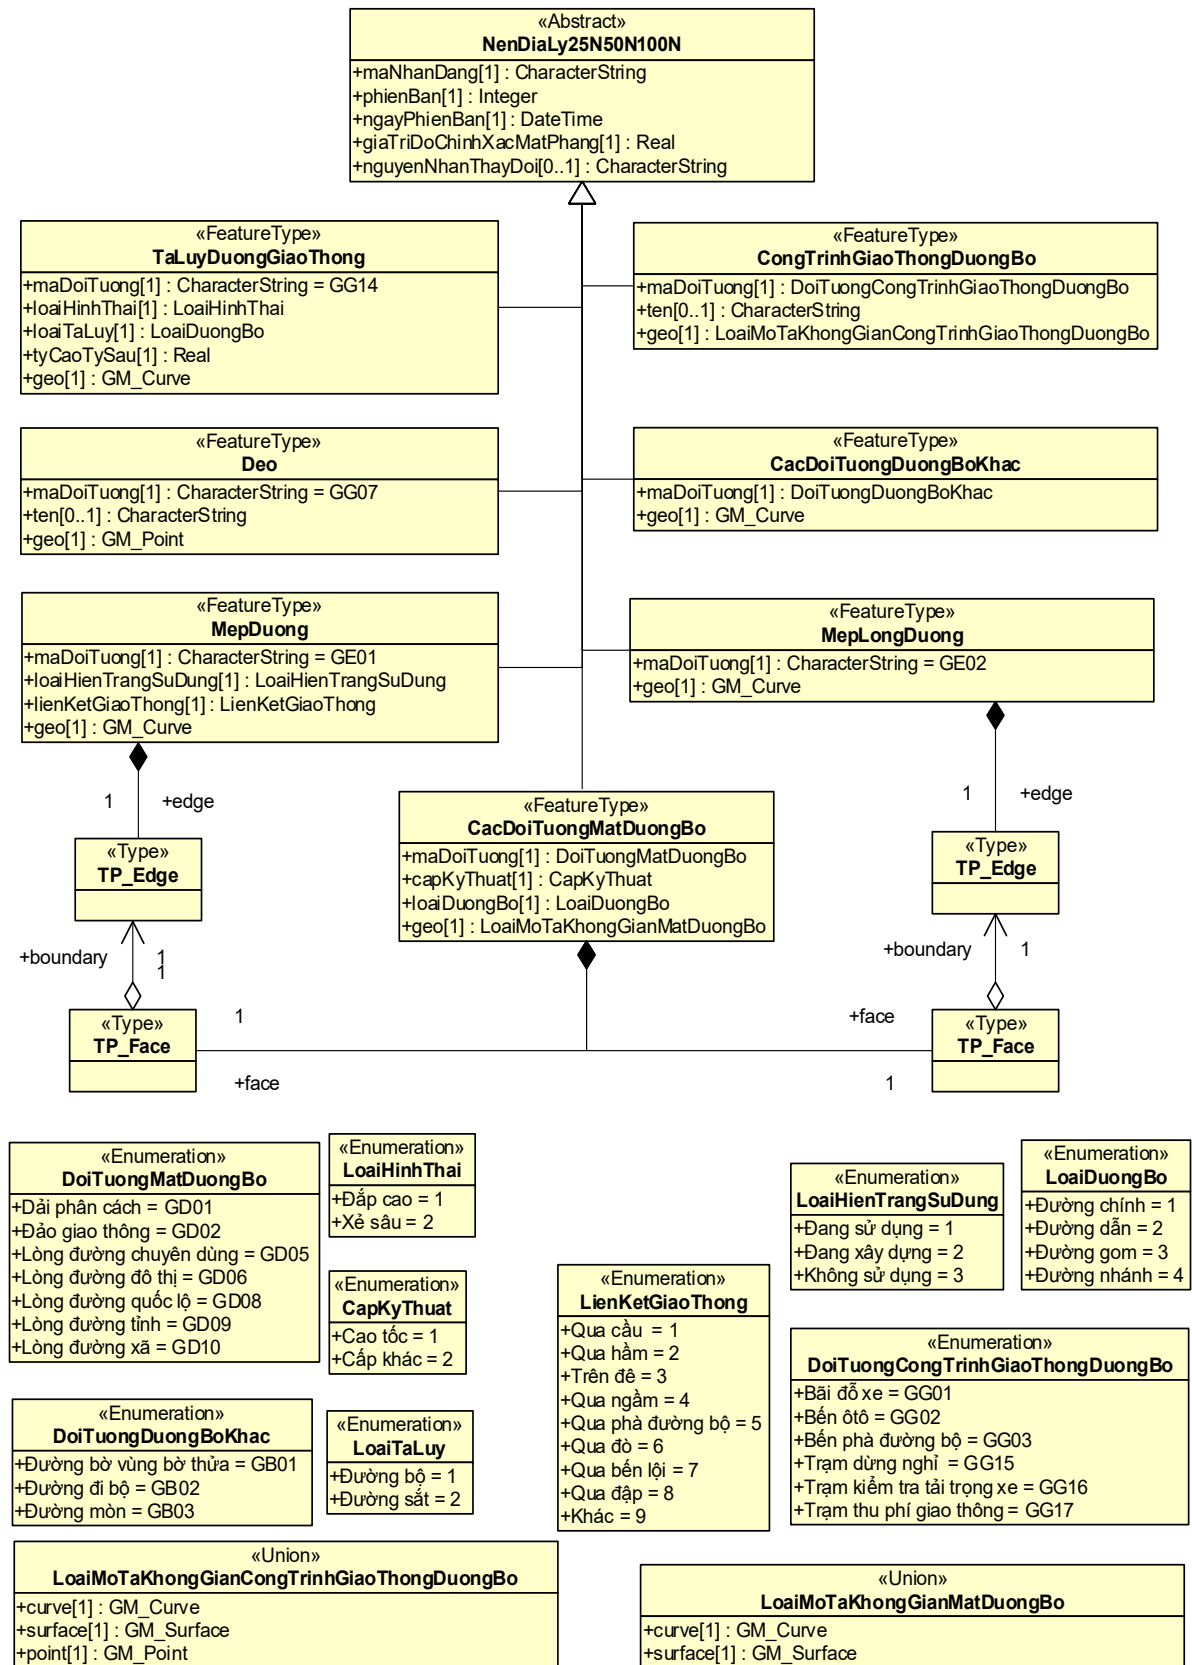 «Abstract»
NenDiaLy25N50N100N
+maNhanDang[1] : CharacterString
+phienBan[1] : Integer
+ngayPhienBan[1] : DateTime
+giaTriDoChinhXacMatPhang[1] : Real
+nguyenNhanThayDoi[0..1] : CharacterString
«FeatureType»
TaLuyDuongGiaoThong
+maDoiTuong[1] : CharacterString = GG14
+loaiHinhThai[1] : LoaiHinhThai
+loaiTaLuy[1] : LoaiDuongBo
+tyCaoTySau[1] : Real
+geo[1] : GM_Curve
«FeatureType»
CongTrinhGiaoThongDuongBo
+maDoiTuong[1] : DoiTuongCongTrinhGiaoThongDuongBo
+ten[0..1] : CharacterString
+geo[1] : LoaiMoTaKhongGianCongTrinhGiaoThongDuongBo
«FeatureType»
Deo
+maDoiTuong[1] : CharacterString = GG07
+ten[0..1] : CharacterString
+geo[1] : GM_Point
«FeatureType»
CacDoiTuongDuongBoKhac
+maDoiTuong[1] : DoiTuongDuongBoKhac
+geo[1] : GM_Curve
«FeatureType»
MepDuong
+maDoiTuong[1] : CharacterString = GE01
+loaiHienTrangSuDung[1] : LoaiHienTrangSuDung
+lienKetGiaoThong[1] : LienKetGiaoThong
+geo[1] : GM_Curve
«FeatureType»
MepLongDuong
+maDoiTuong[1] : CharacterString = GE02
+geo[1] : GM_Curve
1
+edge
1
+edge
«FeatureType»
CacDoiTuongMatDuongBo
+maDoiTuong[1] : DoiTuongMatDuongBo
+capKyThuat[1] : CapKyThuat
+loaiDuongBo[1] : LoaiDuongBo
+geo[1] : LoaiMoTaKhongGianMatDuongBo
«Type»
TP_Edge
«Type»
TP_Edge
+boundary
1
1
+boundary
1
«Type»
TP_Face
1
+face
+face
1
«Type»
TP_Face
«Enumeration»
DoiTuongMatDuongBo
+Dải phân cách = GD01
+Đảo giao thông = GD02
+Lòng đường chuyên dùng = GD05
+Lòng đường đô thị = GD06
+Lòng đường quốc lộ = GD08
+Lòng đường tỉnh = GD09
+Lòng đường xã = GD10
«Enumeration»
LoaiHinhThai
+Đắp cao = 1
+Xẻ sâu = 2
«Enumeration»
CapKyThuat
+Cao tốc = 1
+Cấp khác = 2
«Enumeration»
LoaiHienTrangSuDung
+Đang sử dụng = 1
+Đang xây dựng = 2
+Không sử dụng = 3
«Enumeration»
LoaiDuongBo
+Đường chính = 1
+Đường dẫn = 2
+Đường gom = 3
+Đường nhánh = 4
«Enumeration»
LienKetGiaoThong
+Qua cầu = 1
+Qua hầm = 2
+Trên đê = 3
+Qua ngầm = 4
+Qua phà đường bộ = 5
+Qua đò = 6
+Qua bến lội = 7
+Qua đập = 8
+Khác = 9
«Enumeration»
DoiTuongCongTrinhGiaoThongDuongBo
+Bãi đỗ xe = GG01
+Bến ôtô = GG02
+Bến phà đường bộ = GG03
+Trạm dừng nghỉ = GG15
+Trạm kiểm tra tải trọng xe = GG16
+Trạm thu phí giao thông = GG17
«Enumeration»
DoiTuongDuongBoKhac
+Đường bờ vùng bờ thửa = GB01
+Đường đi bộ = GB02
+Đường mòn = GB03
«Enumeration»
LoaiTaLuy
+Đường bộ = 1
+Đường sắt = 2
«Union»
LoaiMoTaKhongGianCongTrinhGiaoThongDuongBo
+curve[1] : GM_Curve
+surface[1] : GM_Surface
+point[1] : GM_Point
«Union»
LoaiMoTaKhongGianMatDuongBo
+curve[1] : GM_Curve
+surface[1] : GM_Surface